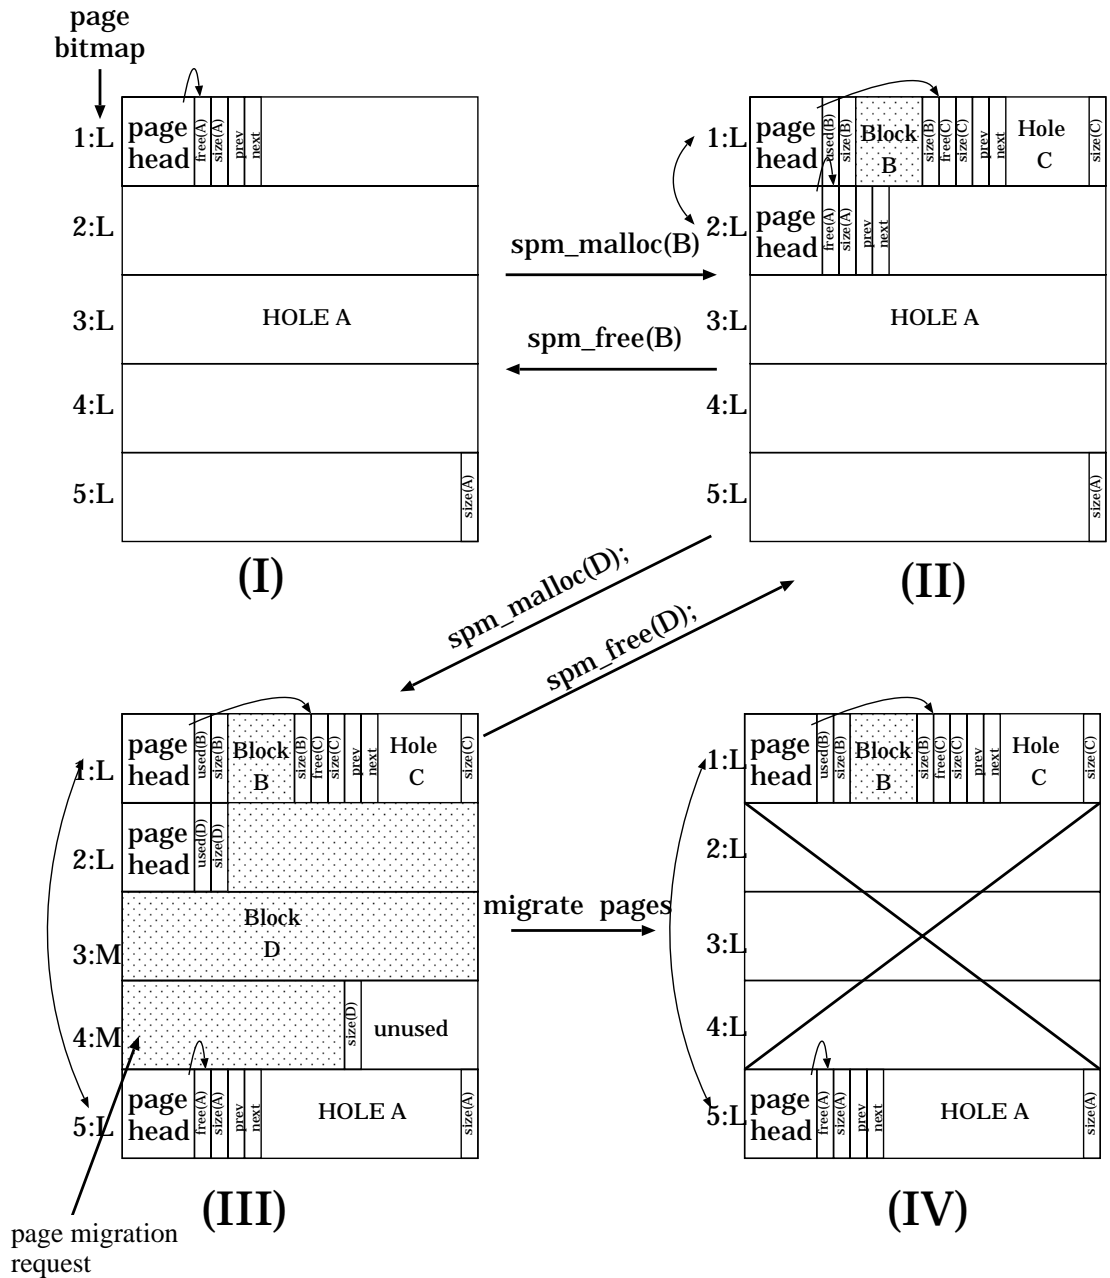 page
bitmap
1:L
page
head
free(A)
size(A)
prev
next
2:L
3:L
HOLE A
4:L
5:L
size(A)
(I)
spm_malloc(B)
spm_free(B)
1:L
page
head
used(B)
size(B)
Block
B
size(B)
free(C)
size(C)
prev
next
Hole
C
size(C)
2:L
page
head
free(A)
size(A)
prev
next
3:L
HOLE A
4:L
5:L
size(A)
(II)
spm_malloc(D);
spm_free(D);
1:L
page
head
used(B)
size(B)
Block
B
size(B)
free(C)
size(C)
prev
next
Hole
C
size(C)
2:L
page
head
used(D)
size(D)
3:M
Block
D
4:M
size(D)
unused
5:L
page
head
free(A)
size(A)
prev
next
HOLE A
size(A)
(III)
page migration
request
migrate pages
1:L
page
head
used(B)
size(B)
Block
B
size(B)
free(C)
size(C)
prev
next
Hole
C
size(C)
2:L
3:L
4:L
5:L
page
head
free(A)
size(A)
prev
next
HOLE A
size(A)
(IV)